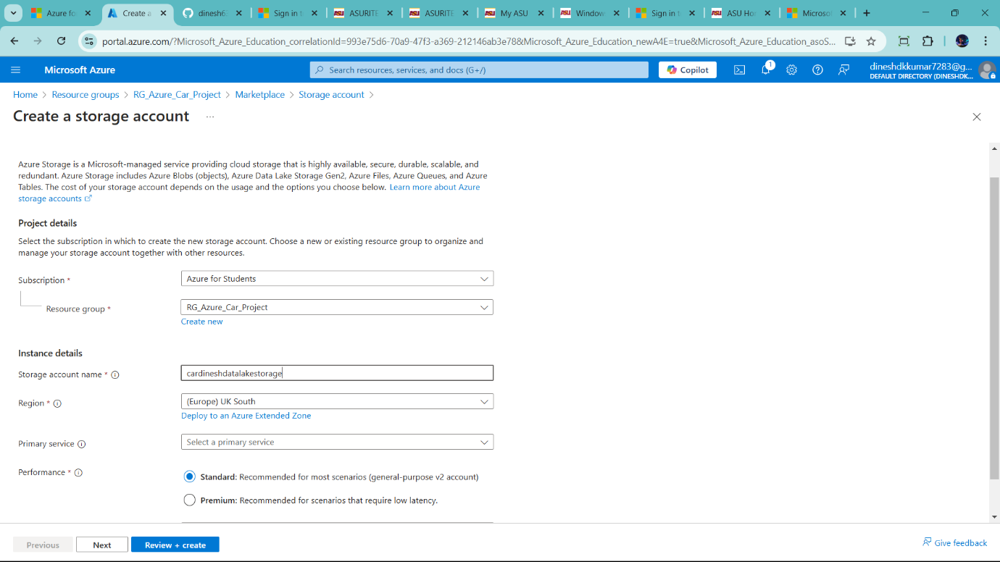 Azure fo
Create a
dinesh6
Sign in t
ASURITE
ASURITE
My ASU
Window
Sign in t
ASU Ho
Microso
portal.azure.com/?Microsoft_Azure_Education_correlationId=993e75d6-70a9-47f3-a369-212146ab3e78&Microsoft_Azure_Education_newA4E=true&Microsoft_Azure_Education_asoS...
Microsoft Azure
Search resources, services, and docs (G+/)
Copilot
1
dineshdkkumar7283@g...
DEFAULT DIRECTORY (DINESHDK...
Home > Resource groups > RG_Azure_Car_Project > Marketplace > Storage account >
Create a storage account ...
Azure Storage is a Microsoft-managed service providing cloud storage that is highly available, secure, durable, scalable, and
redundant. Azure Storage includes Azure Blobs (objects), Azure Data Lake Storage Gen2, Azure Files, Azure Queues, and Azure
Tables. The cost of your storage account depends on the usage and the options you choose below. Learn more about Azure
storage accounts
Project details
Select the subscription in which to create the new storage account. Choose a new or existing resource group to organize and
manage your storage account together with other resources.
Subscription *
Azure for Students
Resource group *
RG_Azure_Car_Project
Create new
Instance details
Storage account name *
cardineshdatalakestorage
Region *
(Europe) UK South
Deploy to an Azure Extended Zone
Primary service
Select a primary service
Performance *
Standard: Recommended for most scenarios (general-purpose v2 account)
Premium: Recommended for scenarios that require low latency.
Previous
Next
Review + create
Give feedback